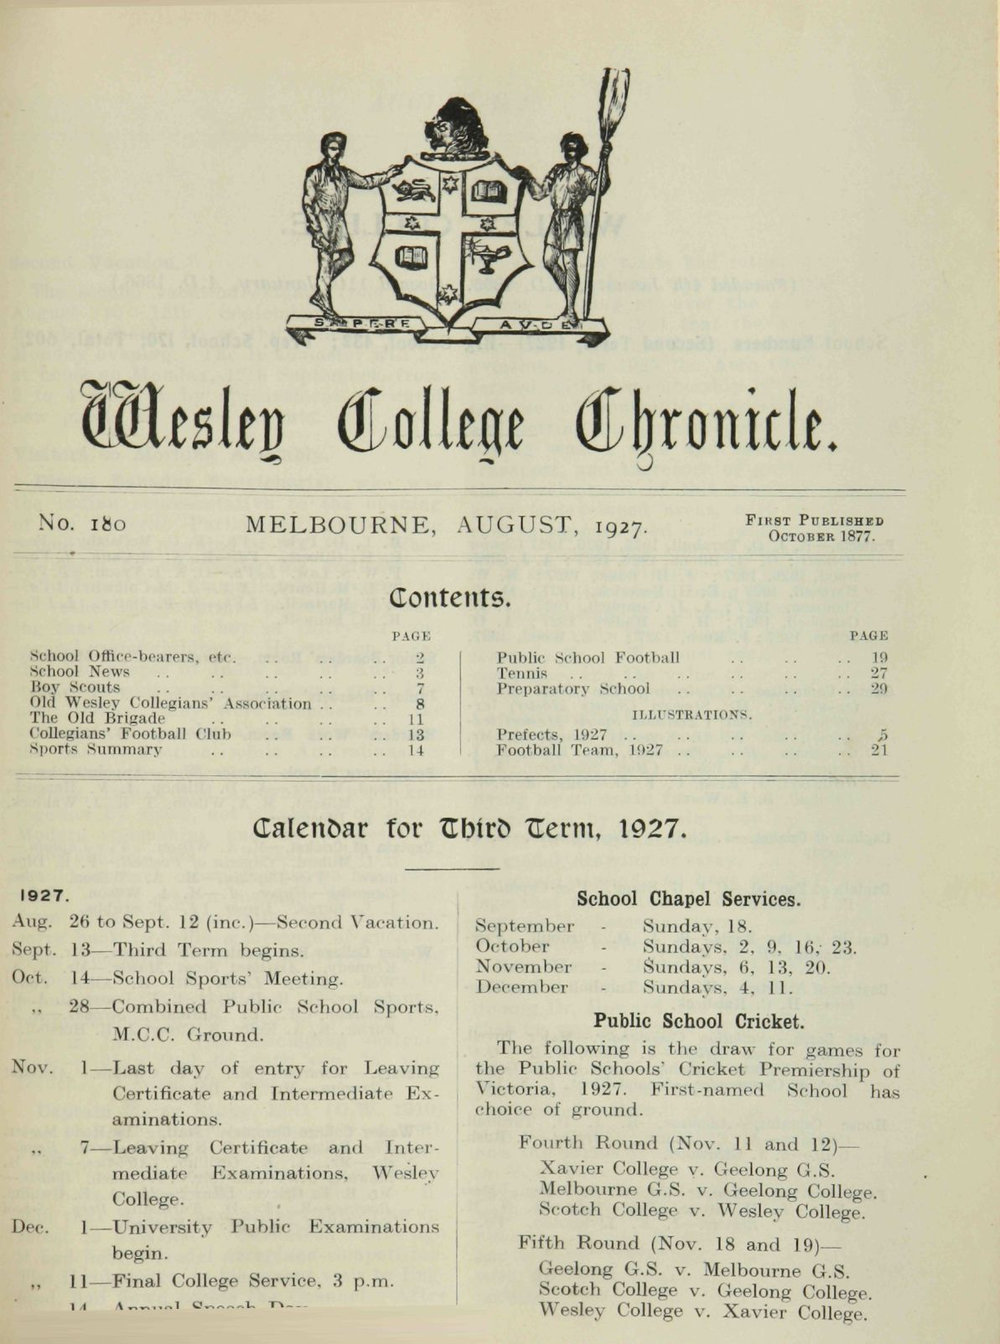 SAPERE AVDE
Wesley College Chronicle.
No. 180 MELBOURNE, AUGUST, 1927. First Published
October 1877.
Contents.
PAGE
School Office-bearers, etc. .. .. .. 2
School News .. .. .. .. .. 3
Boy Scouts .. .. .. .. .. 7
Old Wesley Collegians' Association .. .. 8
The Old Brigade .. .. .. .. 11
Collegians' Football Club .. .. .. 13
Sports Summary .. .. .. .. 14
PAGE
Public School Football .. .. .. 19
Tennis .. .. .. .. .. .. 27
Preparatory School .. .. .. .. 29
ILLUSTRATIONS.
Prefects, 1927 .. .. .. .. .. 5
Football Team, 1927 .. .. .. .. 21
Calendar for Third Term, 1927.
1927.
Aug. 26 to Sept. 12 (inc.)—Second Vacation.
Sept. 13—Third Term begins.
Oct. 14—School Sports' Meeting.
,, 28—Combined Public School Sports,
M.C.C. Ground.
Nov. 1—Last day of entry for Leaving
Certificate and Intermediate Ex-
aminations.
,, 7—Leaving Certificate and Inter-
mediate Examinations, Wesley
College.
Dec. 1—University Public Examinations
begin.
,, 11—Final College Service, 3 p.m.
School Chapel Services.
September - Sunday, 18.
October - Sundays, 2, 9, 16, 23.
November - Sundays, 6, 13, 20.
December - Sundays, 4, 11.
Public School Cricket.
The following is the draw for games for
the Public Schools' Cricket Premiership of
Victoria, 1927. First-named School has
choice of ground.
Fourth Round (Nov. 11 and 12)—
Xavier College v. Geelong G.S.
Melbourne G.S. v. Geelong College.
Scotch College v. Wesley College.
Fifth Round (Nov. 18 and 19)—
Geelong G.S. v. Melbourne G.S.
Scotch College v. Geelong College.
Wesley College v. Xavier College.